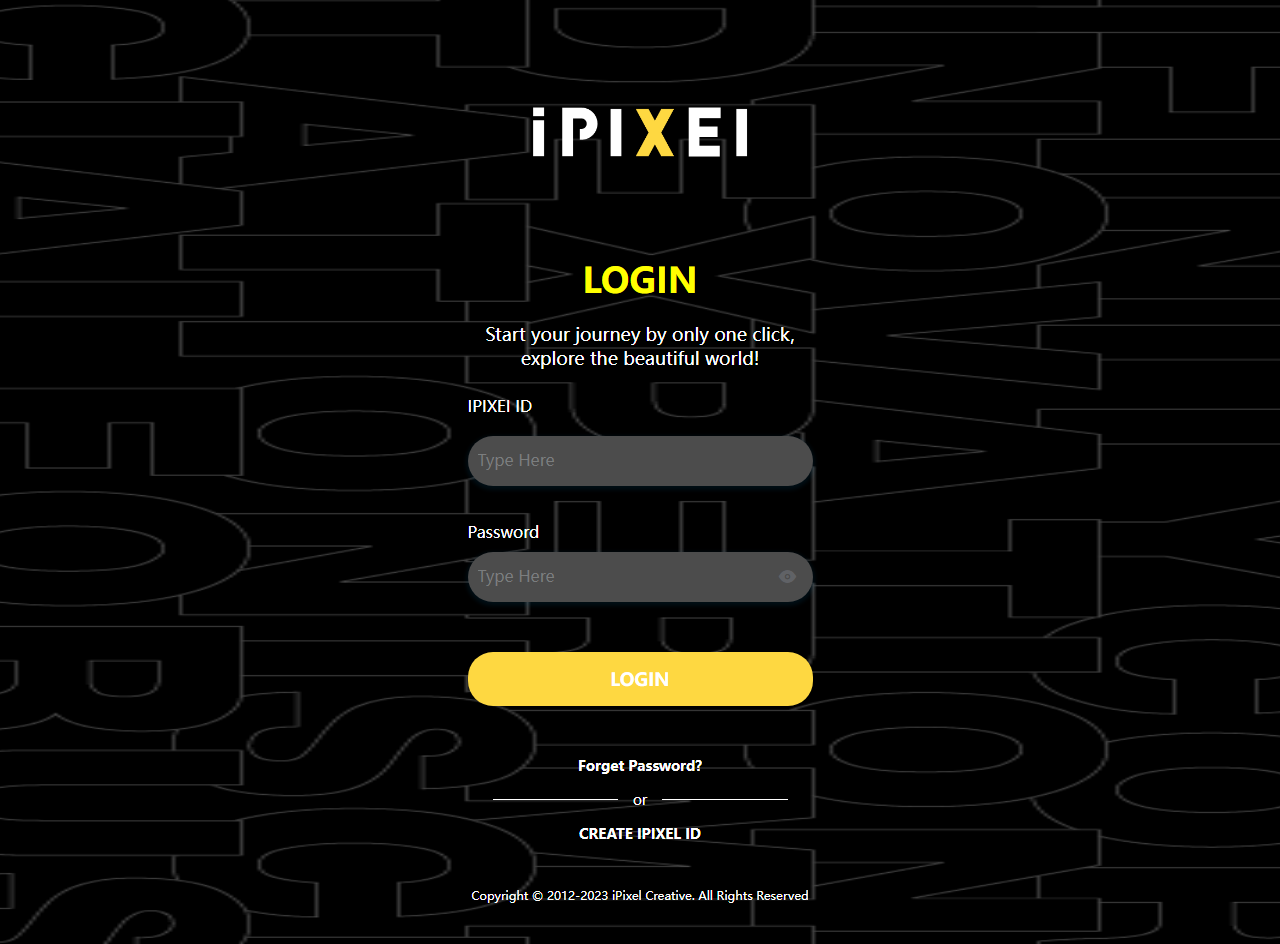 iPIXEI
LOGIN
Start your journey by only one click,
explore the beautiful world!
IPIXEI ID
Type Here
Password
Type Here
LOGIN
Forget Password?
or
CREATE IPIXEL ID
Copyright © 2012-2023 iPixel Creative. All Rights Reserved